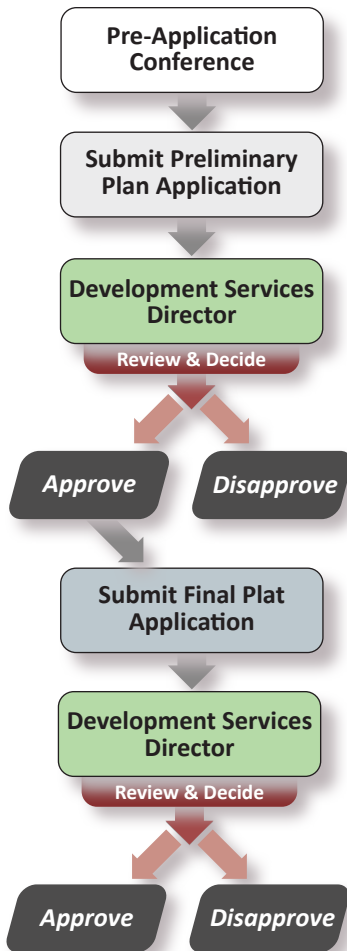 Pre-Application
Conference
Submit Preliminary
Plan Application
Development Services
Director
Review & Decide
Approve
Disapprove
Submit Final Plat
Application
Development Services
Director
Review & Decide
Approve
Disapprove